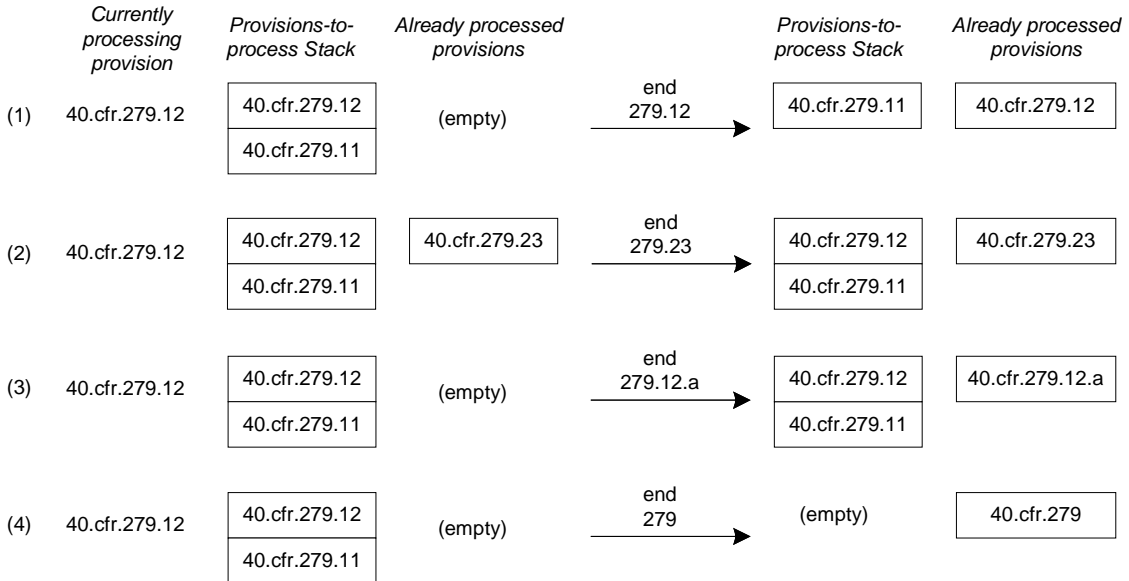 Currently
processing
provision
Provisions-to-
process Stack
Already processed
provisions
Provisions-to-
process Stack
Already processed
provisions
(1)
40.cfr.279.12
40.cfr.279.12
40.cfr.279.11
(empty)
end
279.12
40.cfr.279.11
40.cfr.279.12
(2)
40.cfr.279.12
40.cfr.279.12
40.cfr.279.11
40.cfr.279.23
end
279.23
40.cfr.279.12
40.cfr.279.11
40.cfr.279.23
(3)
40.cfr.279.12
40.cfr.279.12
40.cfr.279.11
(empty)
end
279.12.a
40.cfr.279.12
40.cfr.279.11
40.cfr.279.12.a
(4)
40.cfr.279.12
40.cfr.279.12
40.cfr.279.11
(empty)
end
279
(empty)
40.cfr.279